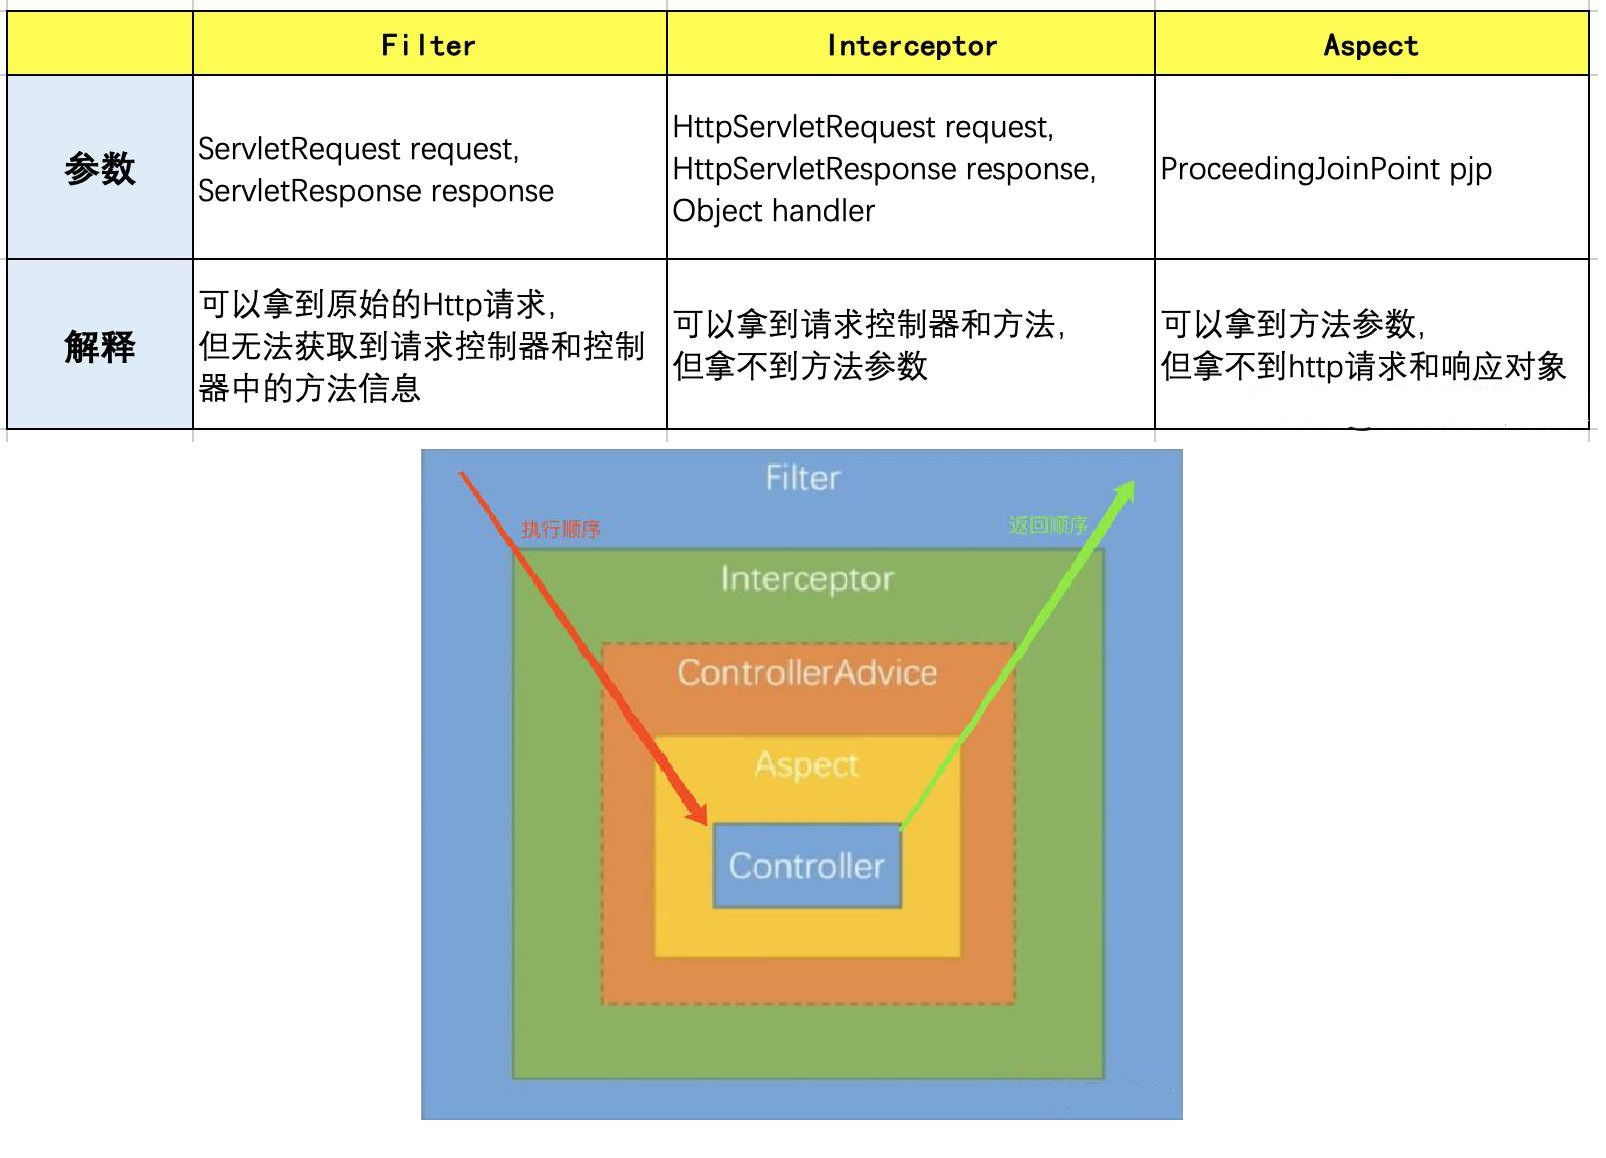 Filter
Interceptor
Aspect
参数
ServletRequest request,
ServletResponse response
HttpServletRequest request,
HttpServletResponse response,
Object handler
ProceedingJoinPoint pjp
解释
可以拿到原始的Http请求,
但无法获取到请求控制器和控制
器中的方法信息
可以拿到请求控制器和方法,
但拿不到方法参数
可以拿到方法参数,
但拿不到http请求和响应对象
Filter
执行顺序
返回顺序
Interceptor
ControllerAdvice
Aspect
Controller